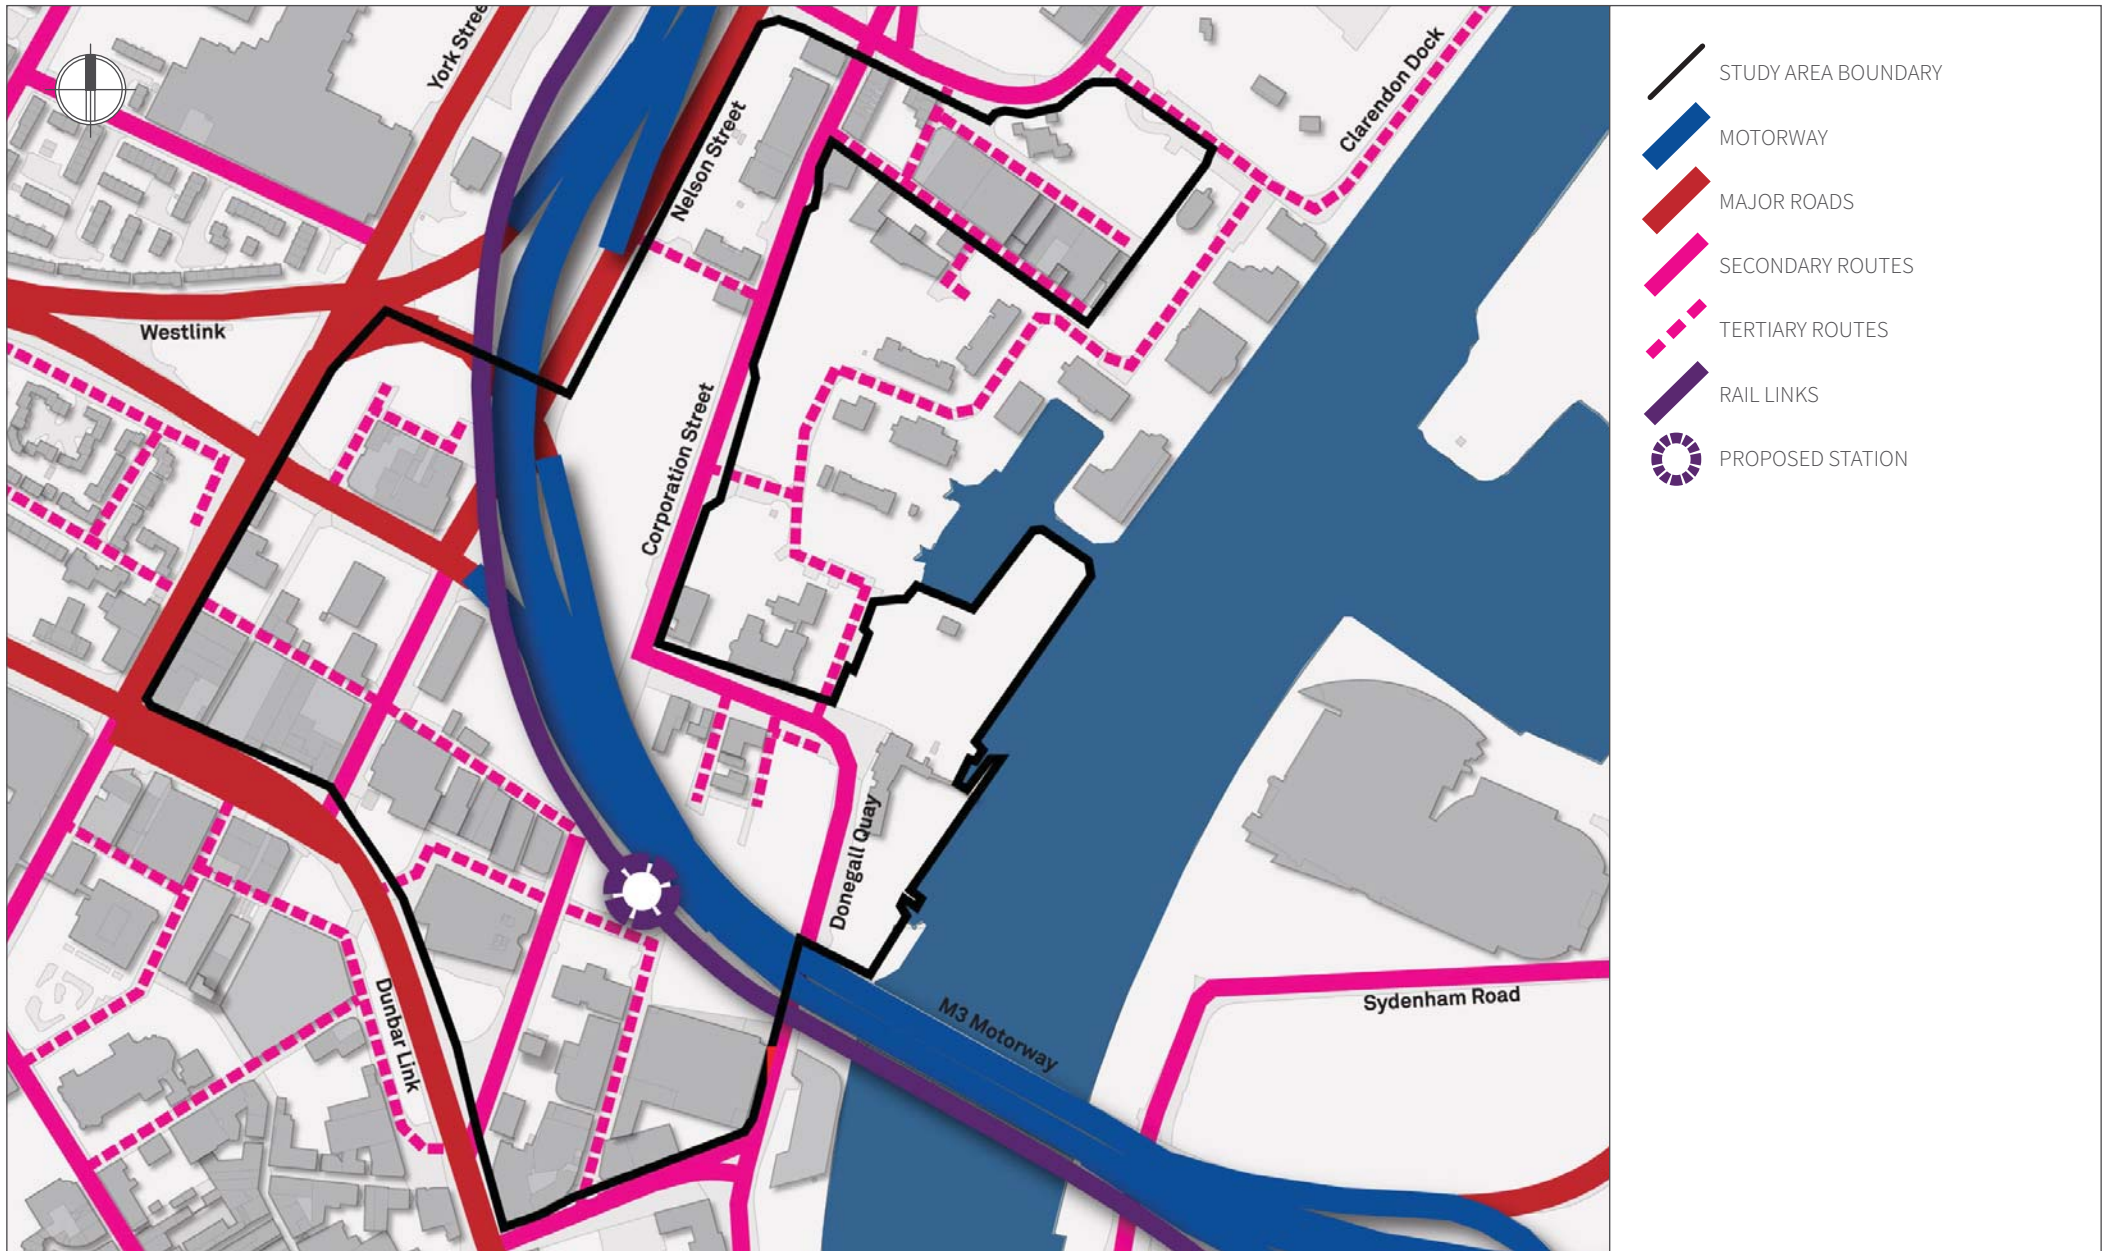 York Stree
Nelson Street
Clarendon Dock
Westlink
Corporation Street
Donegall Quay
Dunbar Link
M3 Motorway
Sydenham Road
STUDY AREA BOUNDARY
MOTORWAY
MAJOR ROADS
SECONDARY ROUTES
TERTIARY ROUTES
RAIL LINKS
PROPOSED STATION